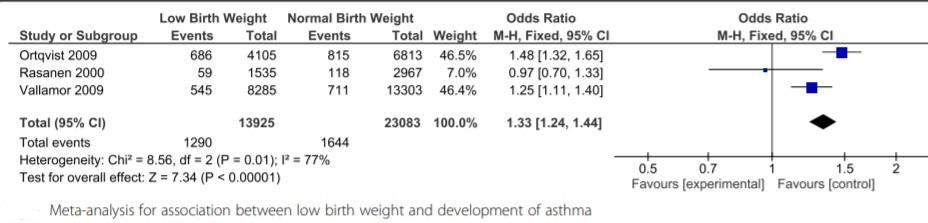 Low Birth Weight Normal Birth Weight Odds Ratio Odds Ratio
Study or Subgroup Events Total Events Total Weight M-H, Fixed, 95% CI M-H, Fixed, 95% CI
Ortqvist 2009 686 4105 815 6813 46.5% 1.48 [1.32, 1.65]
Rasanen 2000 59 1535 118 2967 7.0% 0.97 [0.70, 1.33]
Vallamor 2009 545 8285 711 13303 46.4% 1.25 [1.11, 1.40]
Total (95% CI) 13925 23083 100.0% 1.33 [1.24, 1.44]
Total events 1290 1644
Heterogeneity: Chi² = 8.56, df = 2 (P = 0.01); I² = 77%
Test for overall effect: Z = 7.34 (P < 0.00001)
0.5 0.7 1 1.5 2
Favours [experimental] Favours [control]
Meta-analysis for association between low birth weight and development of asthma